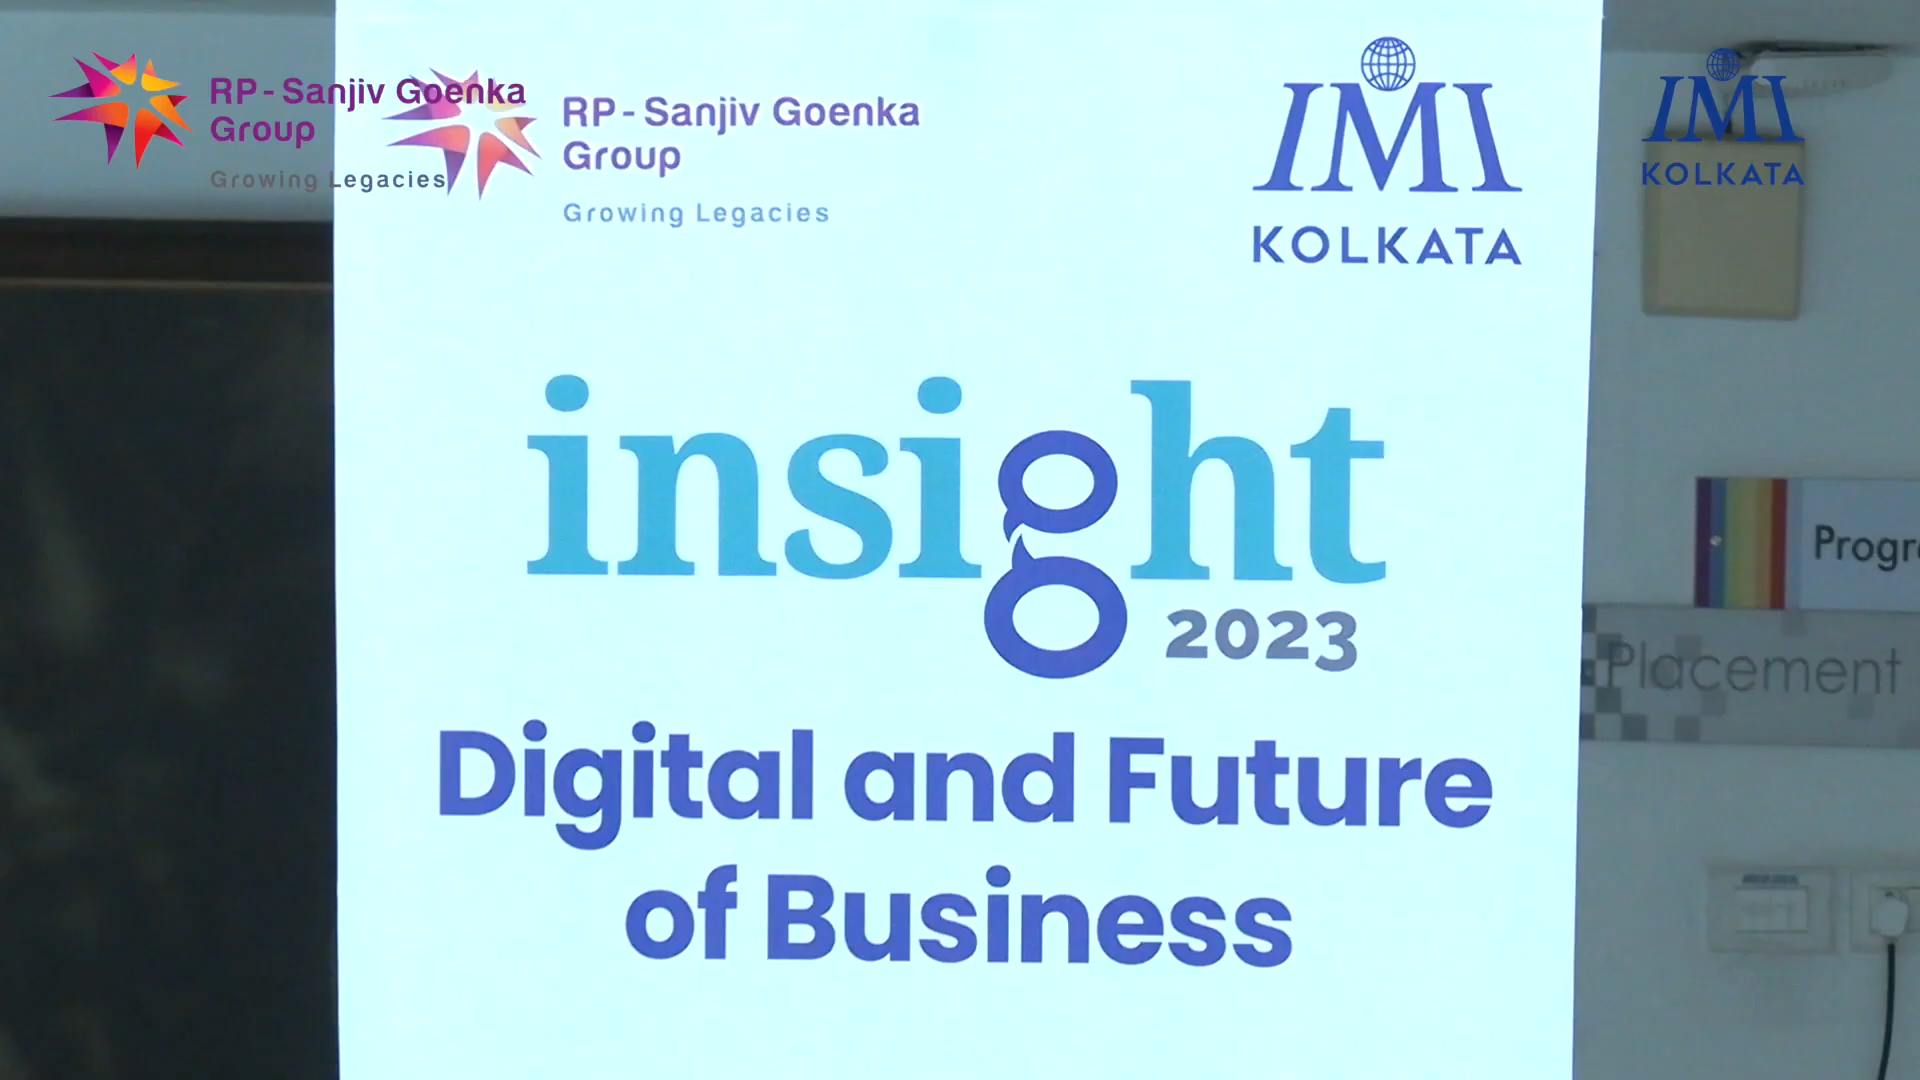 RP-Sanjiv Goenka
Group
Growing Legacies
RP-Sanjiv Goenka
Group
Growing Legacies
IMI
KOLKATA
IMI
KOLKATA
insight
2023
Digital and Future
of Business
Placement